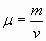 μ = m/v